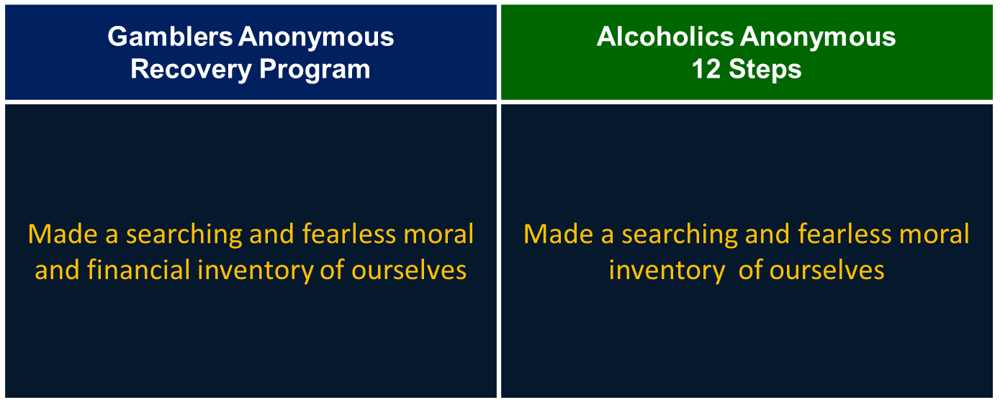 Gamblers Anonymous
Recovery Program
Alcoholics Anonymous
12 Steps
Made a searching and fearless moral
and financial inventory of ourselves
Made a searching and fearless moral
inventory  of ourselves